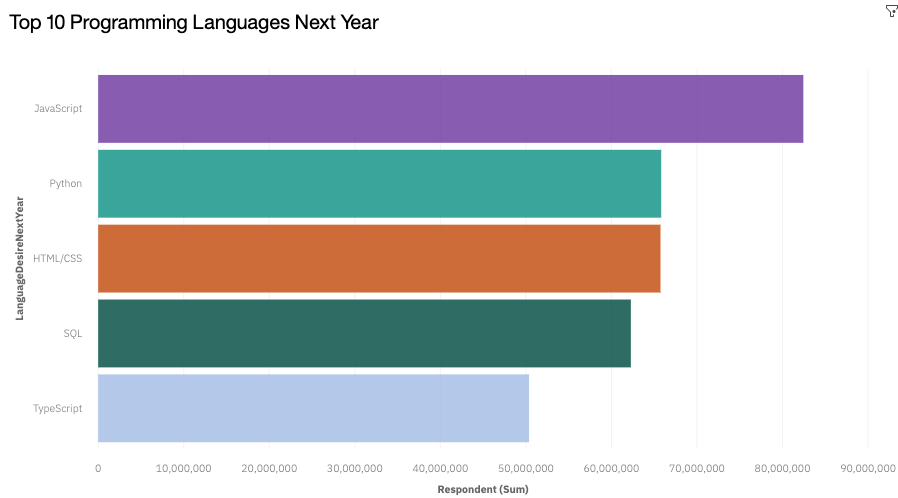 Top 10 Programming Languages Next Year
LanguageDesireNextYear
JavaScript
Python
HTML/CSS
SQL
TypeScript
0 10,000,000 20,000,000 30,000,000 40,000,000 50,000,000 60,000,000 70,000,000 80,000,000 90,000,000
Respondent (Sum)